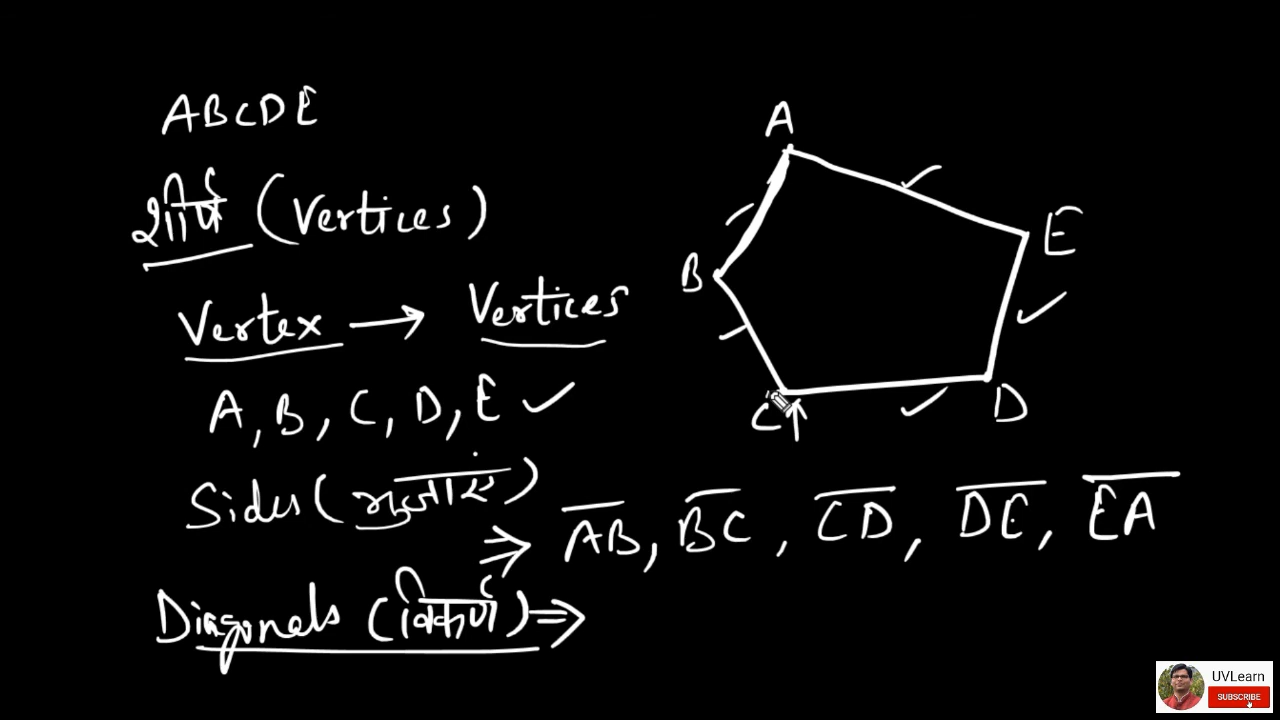 ABCDE
शीर्ष (Vertices)
Vertex → Vertices
A, B, C, D, E ✓
Sides (भुजाएं)
⇒ AB, BC, CD, DE, EA
Diagonals (विकर्ण) ⇒
A
E
B
C
D
UVLearn
SUBSCRIBE